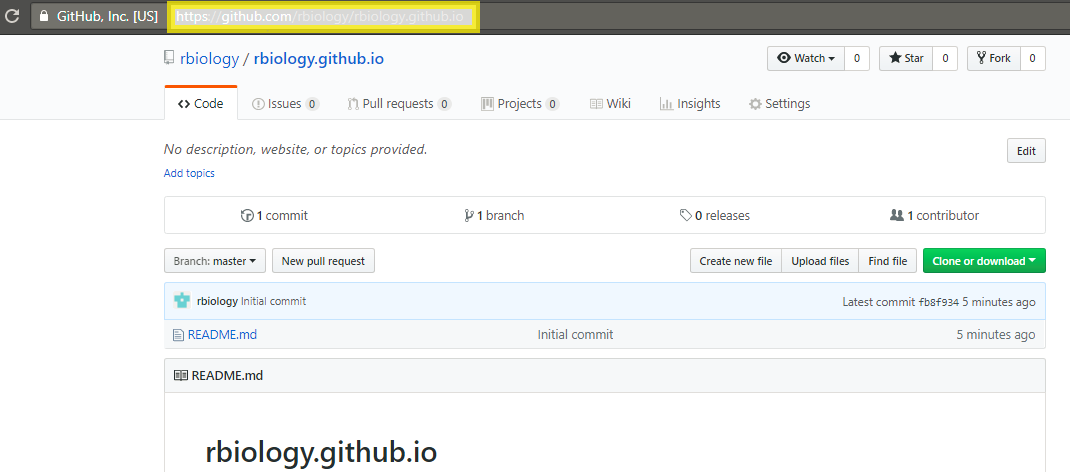 GitHub, Inc. [US] https://github.com/rbiology/rbiology.github.io
rbiology / rbiology.github.io Watch 0 Star 0 Fork 0
Code Issues 0 Pull requests 0 Projects 0 Wiki Insights Settings
No description, website, or topics provided. Edit
Add topics
1 commit 1 branch 0 releases 1 contributor
Branch: master New pull request Create new file Upload files Find file Clone or download
rbiology Initial commit Latest commit fb8f934 5 minutes ago
README.md Initial commit 5 minutes ago
README.md
rbiology.github.io